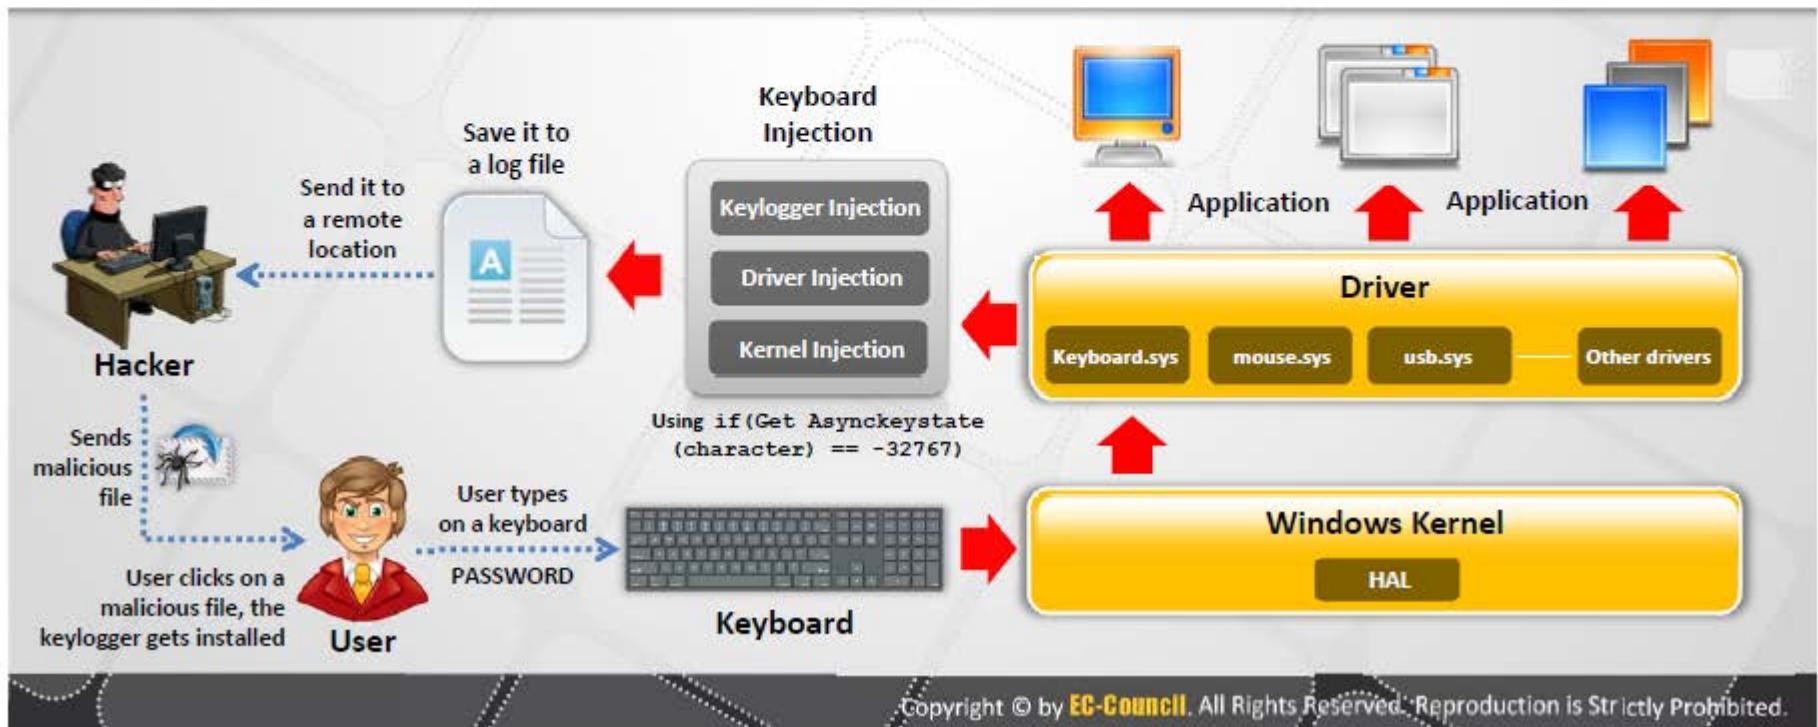 Keyboard
Injection
Save it to
a log file
Send it to
a remote
location
Keylogger Injection
Driver Injection
Kernel Injection
Using if(Get Asynckeystate
(character) == -32767)
Application
Application
Driver
Keyboard.sys
mouse.sys
usb.sys
Other drivers
Hacker
Sends
malicious
file
User clicks on a
malicious file, the
keylogger gets installed
User
User types
on a keyboard
PASSWORD
Keyboard
Windows Kernel
HAL
A
Copyright © by EC-Council. All Rights Reserved. Reproduction is Strictly Prohibited.